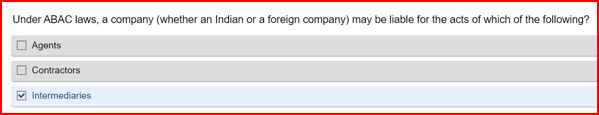 Under ABAC laws, a company (whether an Indian or a foreign company) may be liable for the acts of which of the following?
Agents
Contractors
Intermediaries